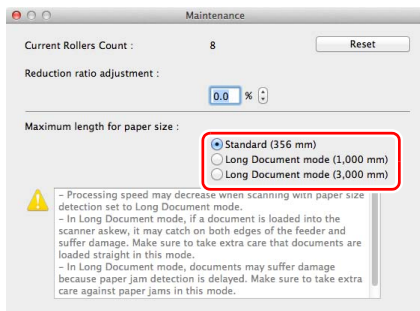 Maintenance
Current Rollers Count : 8 Reset
Reduction ratio adjustment :
0.0 %
Maximum length for paper size :
Standard (356 mm)
Long Document mode (1,000 mm)
Long Document mode (3,000 mm)
– Processing speed may decrease when scanning with paper size
detection set to Long Document mode.
– In Long Document mode, if a document is loaded into the
scanner askew, it may catch on both edges of the feeder and
suffer damage. Make sure to take extra care that documents are
loaded straight in this mode.
– In Long Document mode, documents may suffer damage
because paper jam detection is delayed. Make sure to take extra
care against paper jams in this mode.